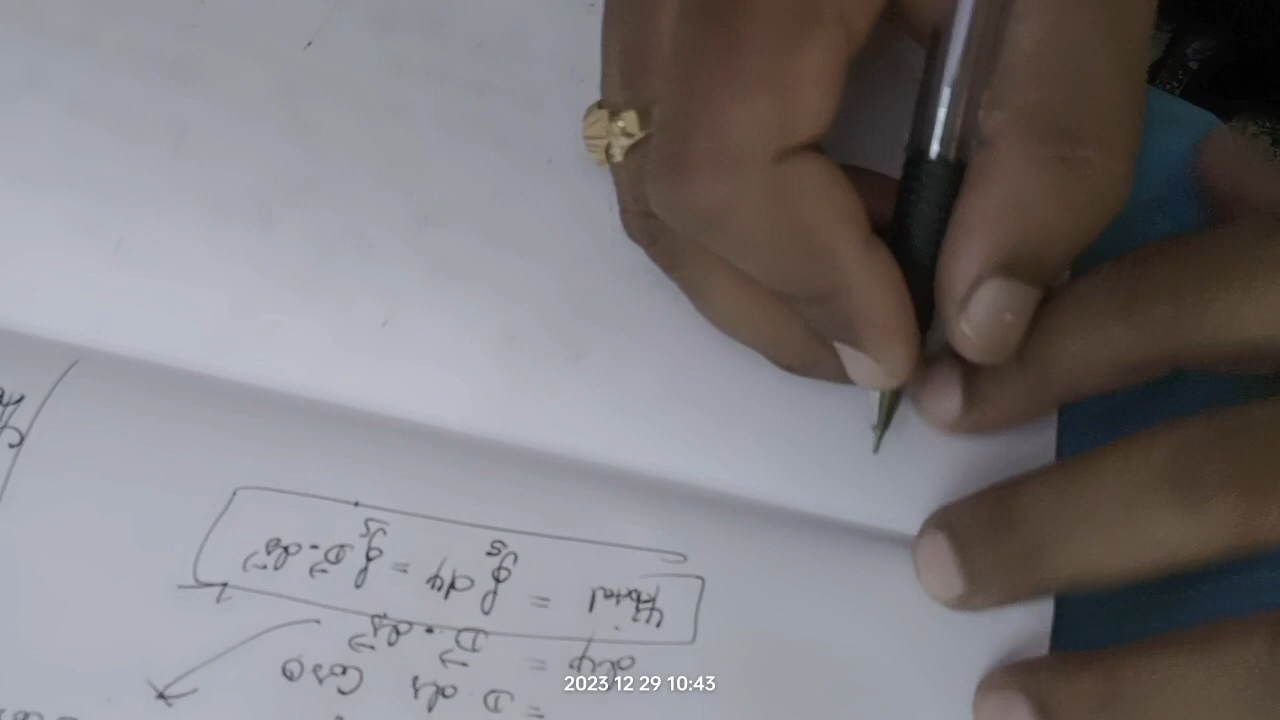 = D ds Cosθ
dψ = D⃗ · ds⃗
ψtotal = ∮s dψ = ∮s D⃗ · ds⃗
2023 12 29 10:43